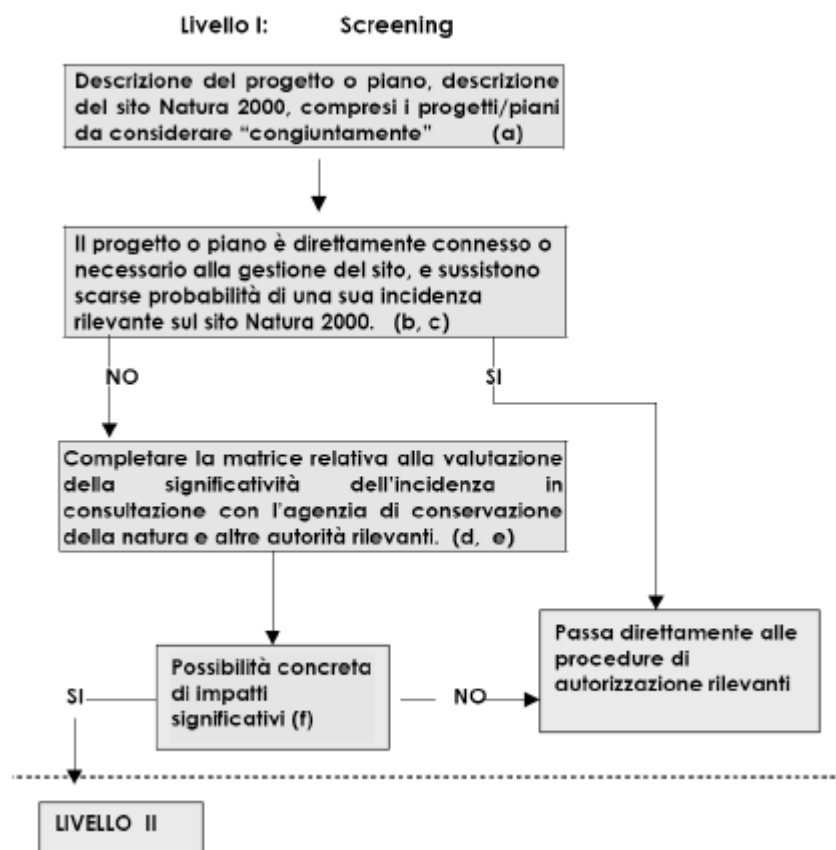 Livello I: Screening
Descrizione del progetto o piano, descrizione
del sito Natura 2000, compresi i progetti/piani
da considerare “congiuntamente” (a)
Il progetto o piano è direttamente connesso o
necessario alla gestione del sito, e sussistono
scarse probabilità di una sua incidenza
rilevante sul sito Natura 2000. (b, c)
NO
SI
Completare la matrice relativa alla valutazione
della significatività dell’incidenza in
consultazione con l’agenzia di conservazione
della natura e altre autorità rilevanti. (d, e)
Possibilità concreta
di impatti
significativi (f)
SI
NO
Passa direttamente alle
procedure di
autorizzazione rilevanti
LIVELLO II